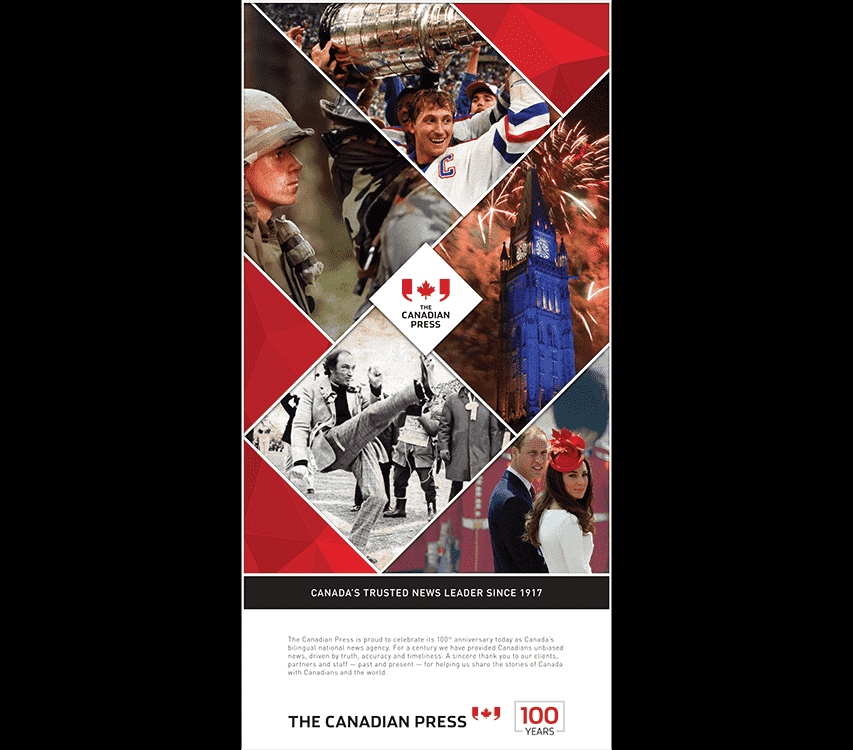 C
THE
CANADIAN
PRESS
CANADA'S TRUSTED NEWS LEADER SINCE 1917
The Canadian Press is proud to celebrate its 100th anniversary today as Canada's
bilingual national news agency. For a century we have provided Canadians unbiased
news, driven by truth, accuracy and timeliness. A sincere thank you to our clients,
partners and staff — past and present — for helping us share the stories of Canada
with Canadians and the world.
THE CANADIAN PRESS
100
YEARS